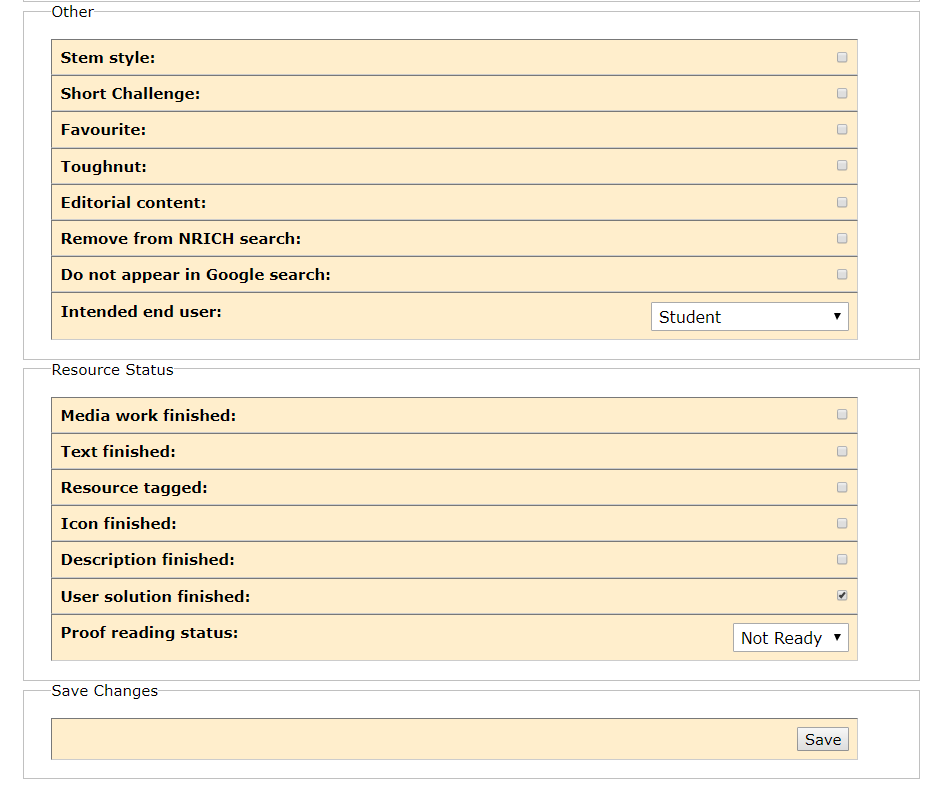 Other
Stem style:
Short Challenge:
Favourite:
Toughnut:
Editorial content:
Remove from NRICH search:
Do not appear in Google search:
Intended end user: Student
Resource Status
Media work finished:
Text finished:
Resource tagged:
Icon finished:
Description finished:
User solution finished:
Proof reading status: Not Ready
Save Changes
Save